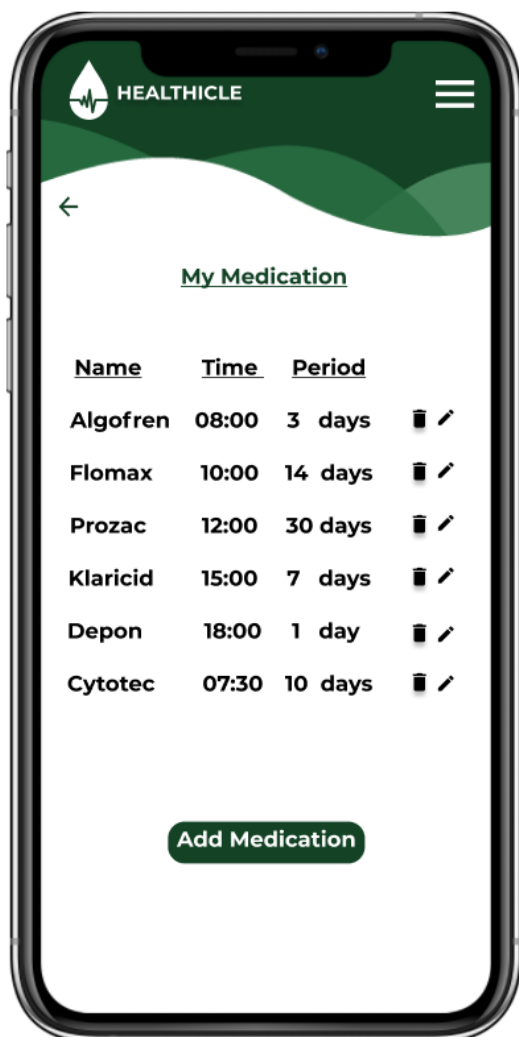 HEALTHICLE
My Medication
Name Time Period
Algofren 08:00 3 days
Flomax 10:00 14 days
Prozac 12:00 30 days
Klaricid 15:00 7 days
Depon 18:00 1 day
Cytotec 07:30 10 days
Add Medication